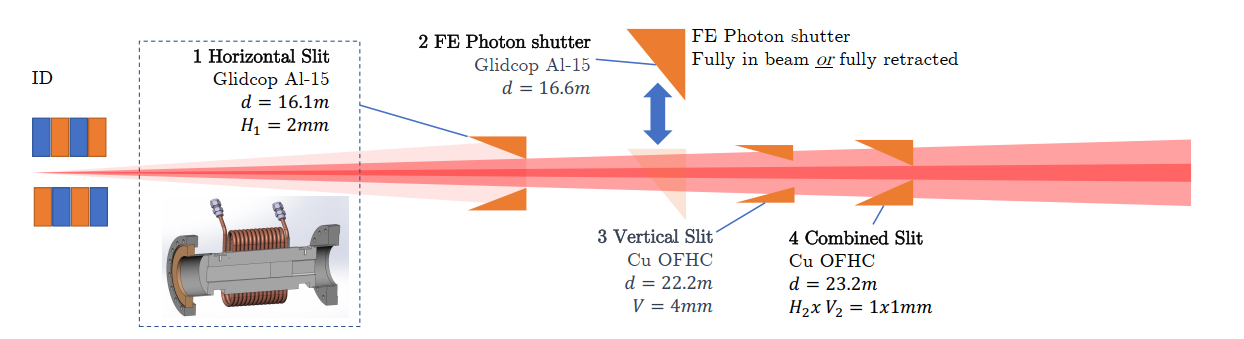 ID
1 Horizontal Slit
Glidcop Al-15
d = 16.1m
H₁ = 2mm
2 FE Photon shutter
Glidcop Al-15
d = 16.6m
FE Photon shutter
Fully in beam or fully retracted
3 Vertical Slit
Cu OFHC
d = 22.2m
V = 4mm
4 Combined Slit
Cu OFHC
d = 23.2m
H₂x V₂ = 1x1mm